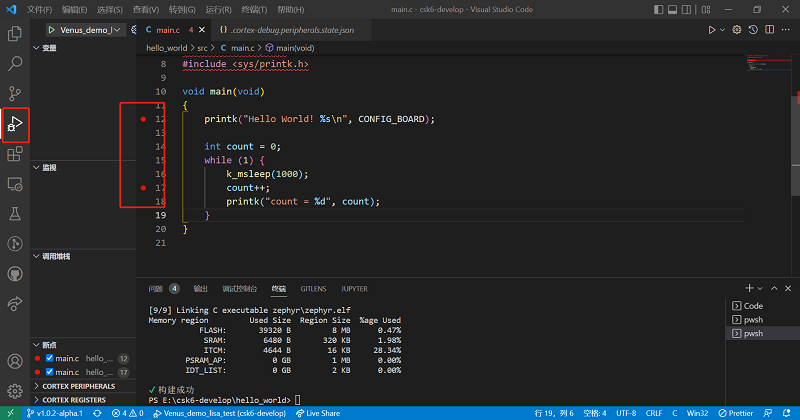 文件(F) 编辑(E) 选择(S) 查看(V) 转到(G) 运行(R) 终端(T) 帮助(H) main.c - csk6-develop - Visual Studio Code
Venus_demo_l main.c 4 .cortex-debug.peripherals.state.json
hello_world > src > main.c > main(void)
变量
监视
调用堆栈
断点
main.c hello_... 12
main.c hello_... 17
CORTEX PERIPHERALS
CORTEX REGISTERS
8 #include <sys/printk.h>
9
10 void main(void)
11 {
12 printk("Hello World! %s\n", CONFIG_BOARD);
13
14 int count = 0;
15 while (1) {
16 k_msleep(1000);
17 count++;
18 printk("count = %d", count);
19 }
20 }
21
问题 4 输出 调试控制台 终端 GITLENS JUPYTER
[9/9] Linking C executable zephyr\zephyr.elf
Memory region Used Size Region Size %age Used
FLASH: 39320 B 8 MB 0.47%
SRAM: 6480 B 320 KB 1.98%
ITCM: 4644 B 16 KB 28.34%
PSRAM_AP: 0 GB 1 MB 0.00%
IDT_LIST: 0 GB 2 KB 0.00%
✓ 构建成功
PS E:\csk6-develop\hello_world>
Code
pwsh
pwsh
v1.0.2-alpha.1 0 4 0 Venus_demo_lisa_test (csk6-develop) Live Share 行 19，列 6 空格: 4 UTF-8 CRLF C Win32 Prettier